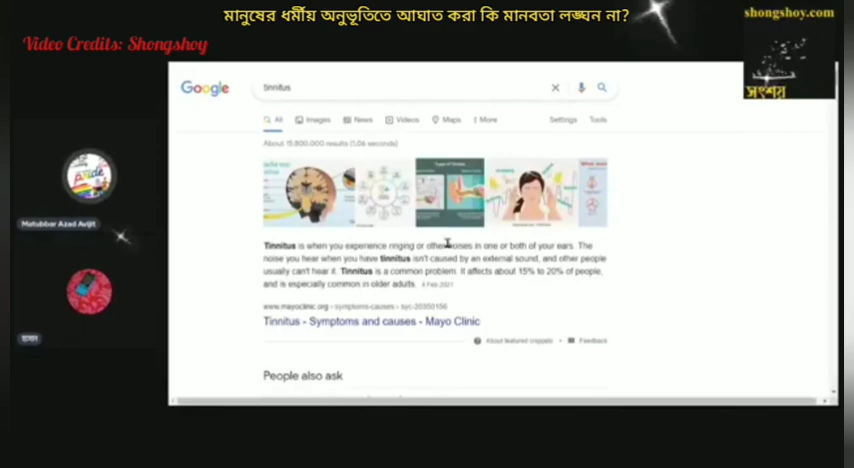 মানুষের ধর্মীয় অনুভূতিতে আঘাত করা কি মানবতা লঙ্ঘন না?
shongshoy.com
Video Credits: Shongshoy
সংশয়
Google
tinnitus
All Images News Videos Maps More Settings Tools
About 15,800,000 results (1.06 seconds)
Matubbar Azad Avijit
Tinnitus is when you experience ringing or other noises in one or both of your ears. The
noise you hear when you have tinnitus isn't caused by an external sound, and other people
usually can't hear it. Tinnitus is a common problem. It affects about 15% to 20% of people,
and is especially common in older adults. 4 Feb 2021
www.mayoclinic.org › symptoms-causes › syc-20350156
Tinnitus - Symptoms and causes - Mayo Clinic
About featured snippets • Feedback
People also ask